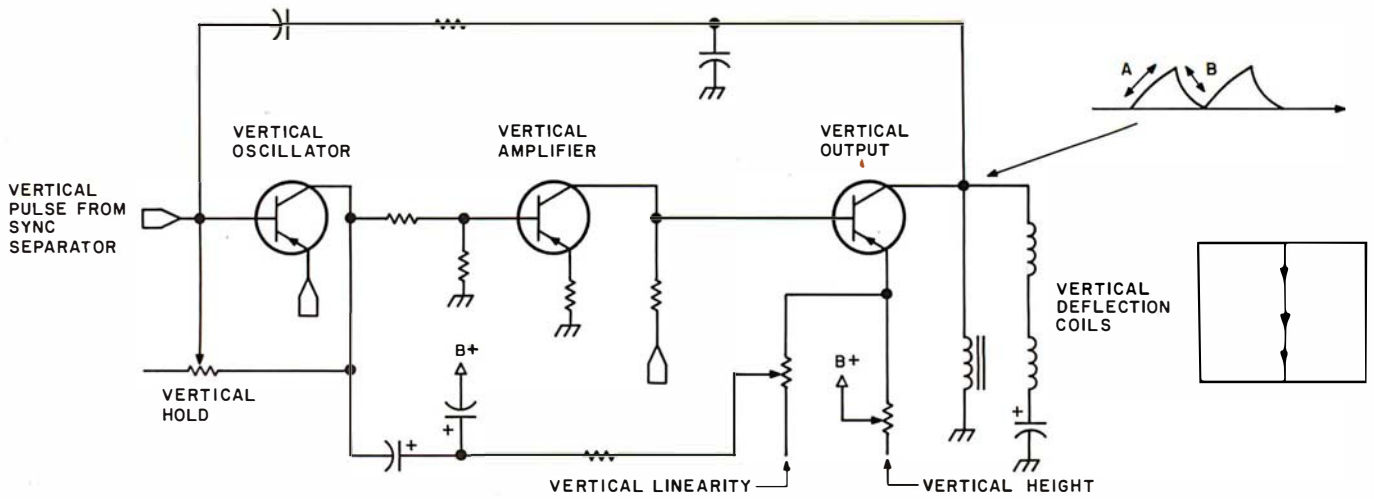 A
B
VERTICAL
OSCILLATOR
VERTICAL
AMPLIFIER
VERTICAL
OUTPUT
VERTICAL
PULSE FROM
SYNC
SEPARATOR
VERTICAL
DEFLECTION
COILS
B+
B+
VERTICAL
HOLD
+
+
+
VERTICAL LINEARITY
VERTICAL HEIGHT